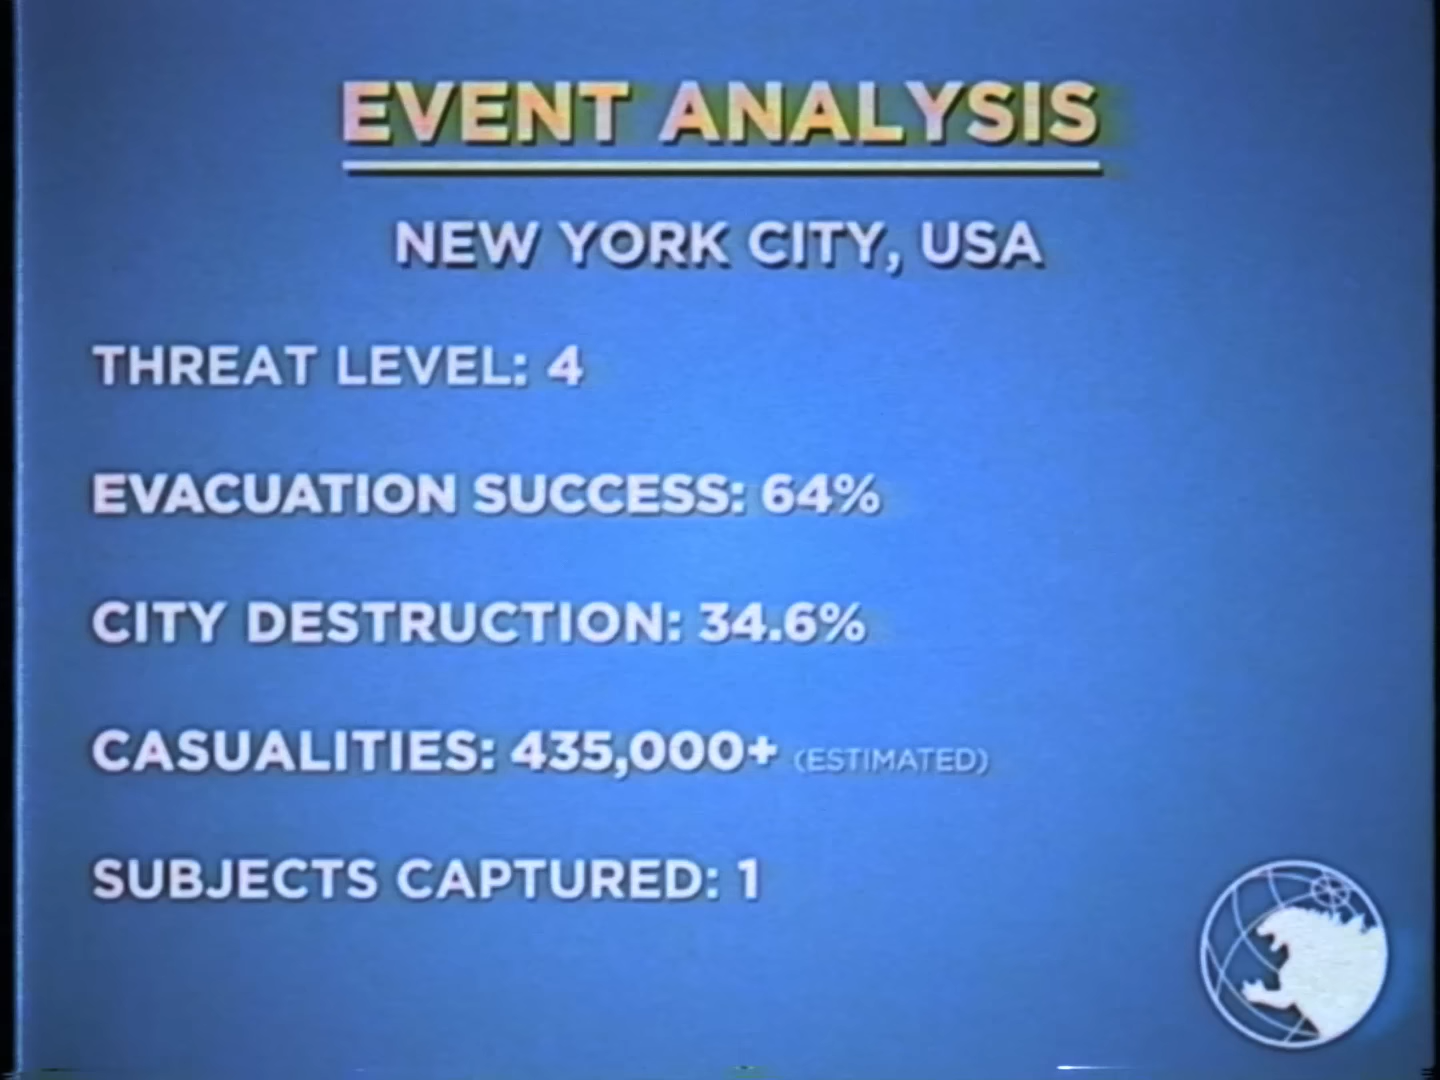 EVENT ANALYSIS
NEW YORK CITY, USA
THREAT LEVEL: 4
EVACUATION SUCCESS: 64%
CITY DESTRUCTION: 34.6%
CASUALITIES: 435,000+ (ESTIMATED)
SUBJECTS CAPTURED: 1